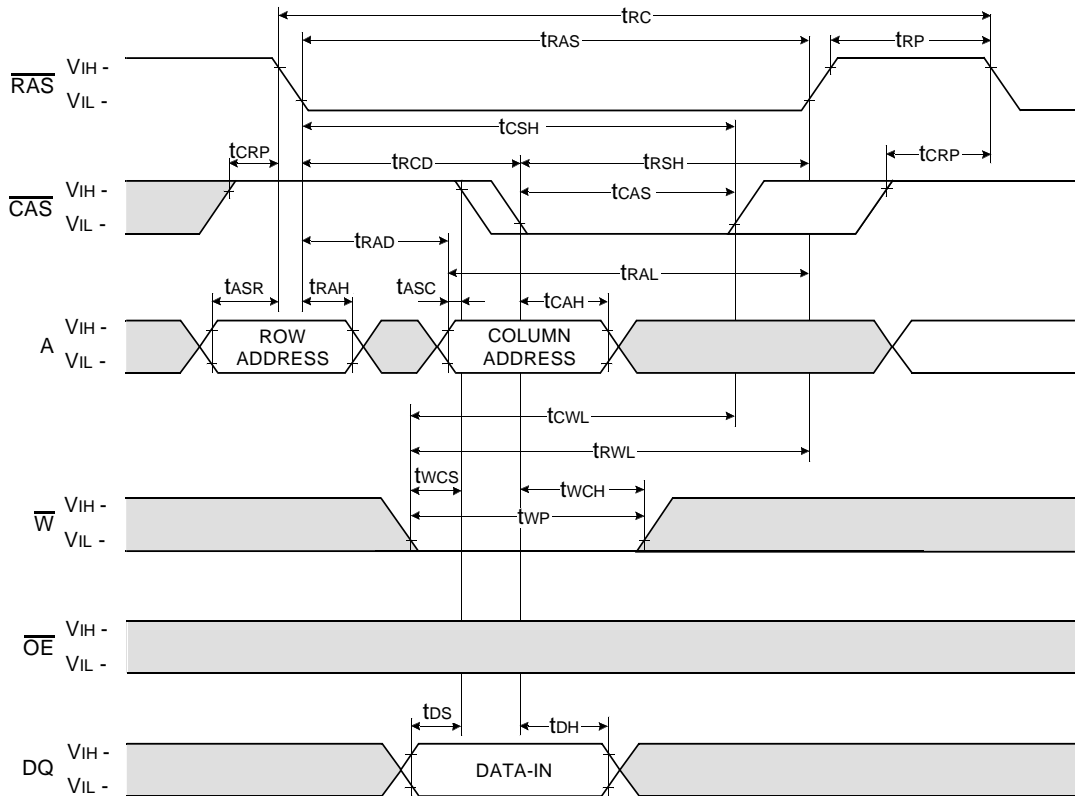 tRC
tRAS
tRP
RAS
VIH -
VIL -
tCSH
tCRP
tRCD
tRSH
tCRP
CAS
VIH -
VIL -
tCAS
tRAD
tRAL
tASR
tRAH
tASC
tCAH
A
VIH -
VIL -
ROW
ADDRESS
COLUMN
ADDRESS
tCWL
tRWL
tWCS
tWCH
W
VIH -
VIL -
tWP
OE
VIH -
VIL -
tDS
tDH
DQ
VIH -
VIL -
DATA-IN